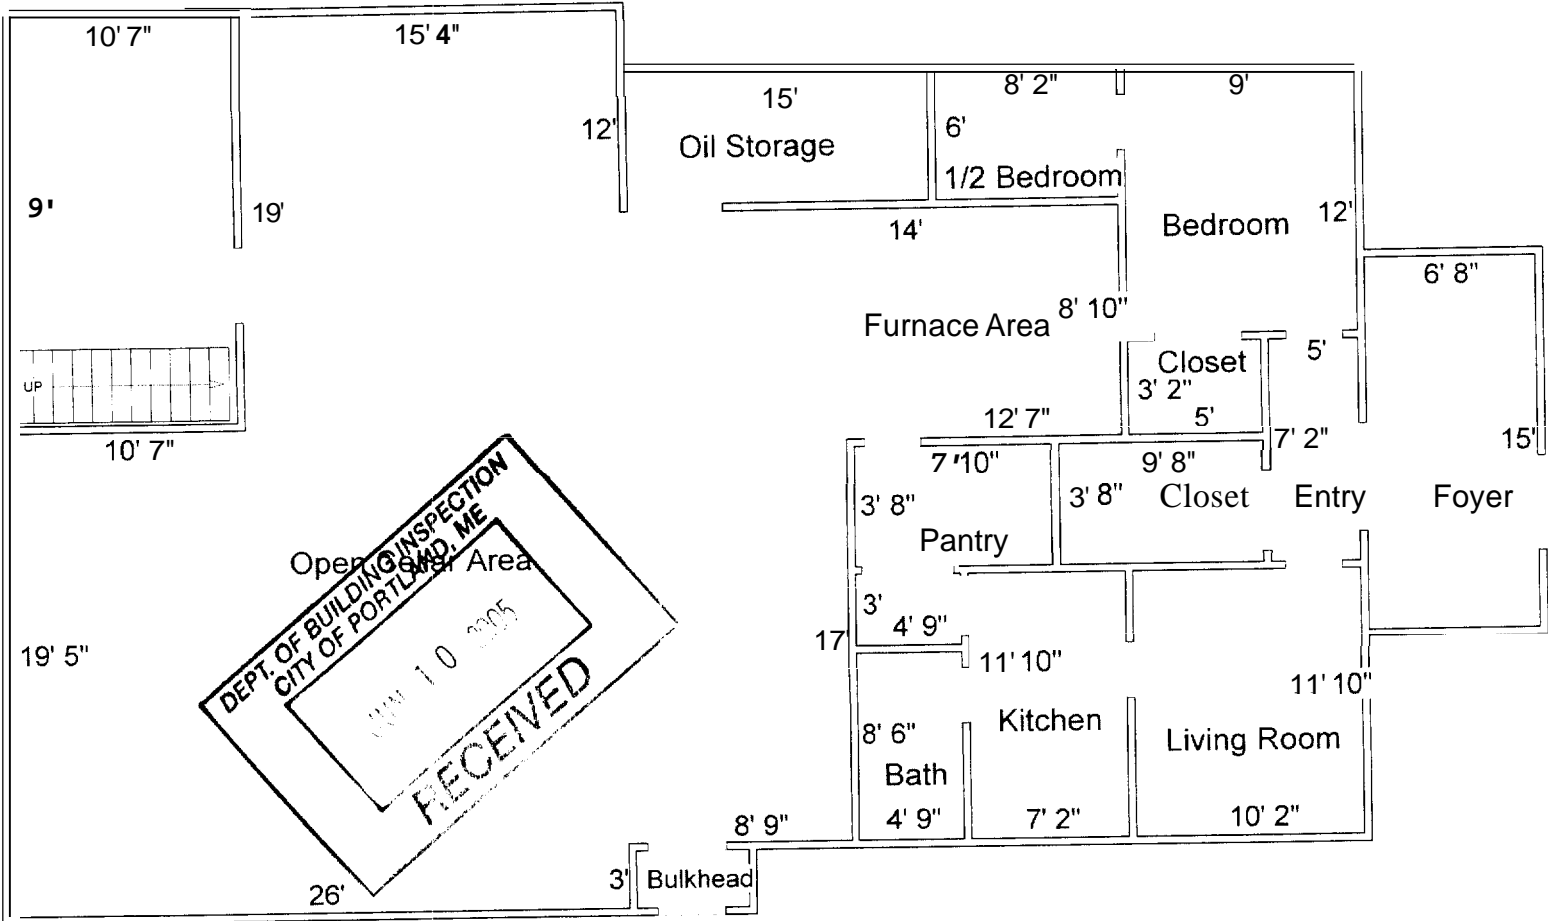 10' 7"
15' 4"
8' 2"
9'
15'
12'
6'
Oil Storage
1/2 Bedroom
9'
19'
12'
14'
Bedroom
6' 8"
8' 10"
Furnace Area
5'
Closet
UP
3' 2"
12' 7"
5'
10' 7"
7' 2"
15'
7 '10"
9' 8"
3' 8"
3' 8"
Closet
Entry
Foyer
Pantry
Open Cellar Area
DEPT. OF BUILDING INSPECTION
CITY OF PORTLAND, ME
10 2005
RECEIVED
3'
4' 9"
17'
19' 5"
11' 10"
11' 10"
Kitchen
8' 6"
Living Room
Bath
8' 9"
4' 9"
7' 2"
10' 2"
26'
3'
Bulkhead